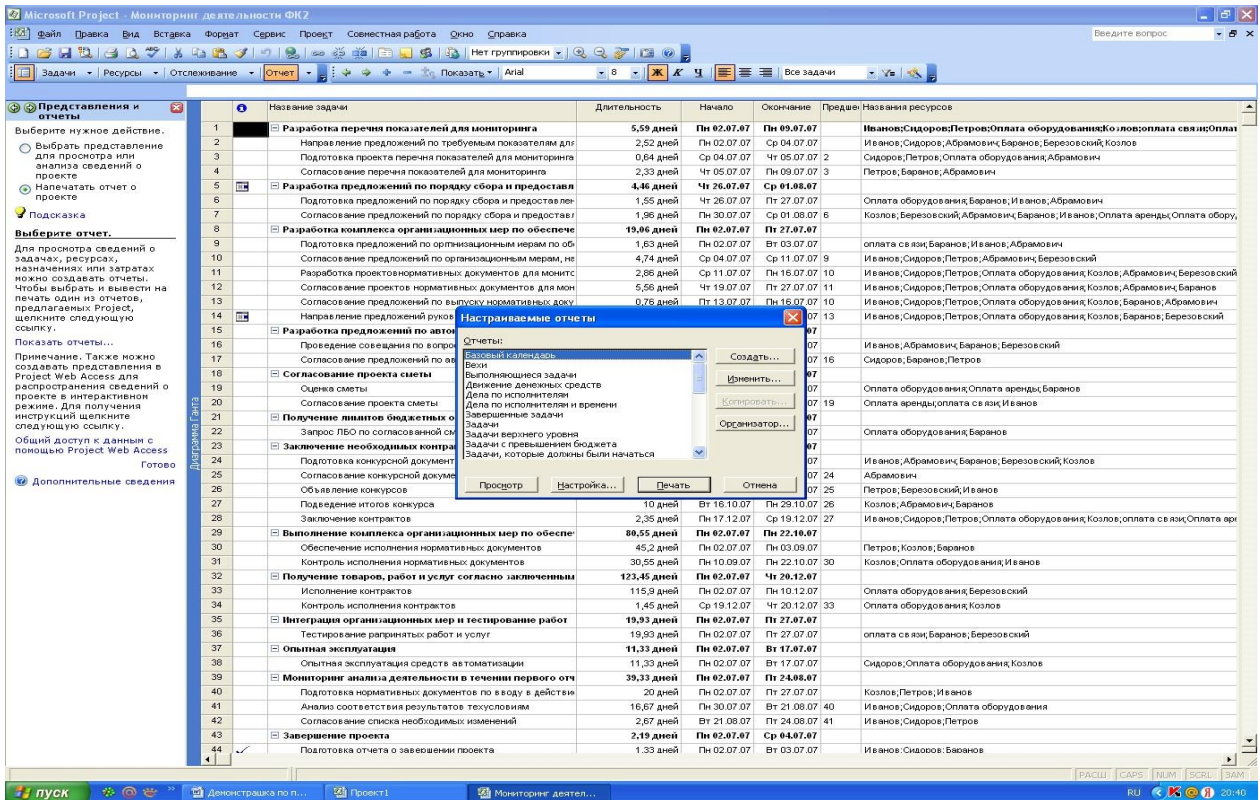 Microsoft Project - Мониторинг деятельности ФК2
Файл Правка Вид Вставка Формат Сервис Проект Совместная работа Окно Справка
Введите вопрос
Нет группировки
Задачи Ресурсы Отслеживание Отчет Показать Arial 8 Ж К Ч Все задачи
Представления и отчеты
Выберите нужное действие.
Выбрать представление
для просмотра или
анализа сведений о
проекте
Напечатать отчет о
проекте
Подсказка
Выберите отчет.
Для просмотра сведений о
задачах, ресурсах,
назначениях или затратах
можно создавать отчеты.
Чтобы выбрать и вывести на
печать один из отчетов,
предлагаемых Project,
щелкните следующую
ссылку.
Показать отчеты...
Примечание. Также можно
создавать представления в
Project Web Access для
распространения сведений о
проекте в интерактивном
режиме. Для получения
инструкций щелкните
следующую ссылку.
Общий доступ к данным с
помощью Project Web Access
Готово
Дополнительные сведения
Диаграмма Ганта
Название задачи Длительность Начало Окончание Предшес Названия ресурсов
1 Разработка перечня показателей для мониторинга 5,59 дней Пн 02.07.07 Пн 09.07.07 Иванов;Сидоров;Петров;Оплата оборудования;Козлов;оплата связи;Оплат
2 Направление предложений по требуемым показателям для 2,52 дней Пн 02.07.07 Ср 04.07.07 Иванов;Сидоров;Абрамович;Баранов;Березовский;Козлов
3 Подготовка проекта перечня показателей для мониторинга 0,64 дней Ср 04.07.07 Чт 05.07.07 2 Сидоров;Петров;Оплата оборудования;Абрамович
4 Согласование перечня показателей для мониторинга 2,33 дней Чт 05.07.07 Пн 09.07.07 3 Петров;Баранов;Абрамович
5 Разработка предложений по порядку сбора и предоставл 4,46 дней Чт 26.07.07 Ср 01.08.07
6 Подготовка предложений по порядку сбора и предоставлен 1,55 дней Чт 26.07.07 Пт 27.07.07 Оплата оборудования;Баранов;Иванов;Абрамович
7 Согласование предложений по порядку сбора и предоставл 1,96 дней Пн 30.07.07 Ср 01.08.07 6 Козлов;Березовский;Абрамович;Баранов;Иванов;Оплата аренды;Оплата обору,
8 Разработка комплекса организационных мер по обеспече 19,06 дней Пн 02.07.07 Пт 27.07.07
9 Подготовка предложений по орпгнизационным мерам по об 1,63 дней Пн 02.07.07 Вт 03.07.07 оплата связи;Баранов;Иванов;Абрамович
10 Согласование предложений по организационным мерам, не 4,74 дней Ср 04.07.07 Ср 11.07.07 9 Иванов;Сидоров;Петров;Абрамович;Березовский
11 Разработка проектовнормативных документов для монитс 2,86 дней Ср 11.07.07 Пн 16.07.07 10 Иванов;Сидоров;Петров;Оплата оборудования;Козлов;Абрамович;Березовский
12 Согласование проектов нормативных документов для мон 5,56 дней Чт 19.07.07 Пт 27.07.07 11 Иванов;Сидоров;Петров;Оплата оборудования;Козлов;Абрамович;Баранов
13 Согласование предложений по выпуску нормативных доку 0,76 дней Пт 13.07.07 Пн 16.07.07 10 Иванов;Сидоров;Петров;Оплата оборудования;Козлов;Баранов;Абрамович
14 Направление предложений руков 07 13 Иванов;Сидоров;Петров;Оплата оборудования;Козлов;Баранов;Березовский
15 Разработка предложений по авто 07
16 Проведение совещания по вопро 07 Иванов;Абрамович;Баранов;Березовский
17 Согласование предложений по ав 07 16 Сидоров;Баранов;Петров
18 Согласование проекта сметы 07
19 Оценка сметы 07 Оплата оборудования;Оплата аренды;Баранов
20 Согласование проекта сметы 07 19 Оплата аренды;оплата связи;Иванов
21 Получение лимитов бюджетных о 07
22 Запрос ЛБО по согласованной см 07 Оплата оборудования;Баранов
23 Заключение необходимых контра 07
24 Подготовка конкурсной документ 07 Иванов;Абрамович;Баранов;Березовский;Козлов
25 Согласование конкурсной докуме 07 24 Абрамович
26 Объявление конкурсов 07 25 Петров;Березовский;Иванов
27 Подведение итогов конкурса 10 дней Вт 16.10.07 Пн 29.10.07 26 Козлов;Абрамович;Баранов
28 Заключение контрактов 2,35 дней Пн 17.12.07 Ср 19.12.07 27 Иванов;Сидоров;Петров;Оплата оборудования;Козлов;оплата связи;Оплата аре
29 Выполнение комплекса организационных мер по обеспе 80,55 дней Пн 02.07.07 Пн 22.10.07
30 Обеспечение исполнения нормативных документов 45,2 дней Пн 02.07.07 Пн 03.09.07 Петров;Козлов;Баранов
31 Контроль исполнения нормативных документов 30,55 дней Пн 10.09.07 Пн 22.10.07 30 Козлов;Оплата оборудования;Иванов
32 Получение товаров, работ и услуг согласно заключенным 123,45 дней Пн 02.07.07 Чт 20.12.07
33 Исполнение контрактов 115,9 дней Пн 02.07.07 Пн 10.12.07 Оплата оборудования;Березовский
34 Контроль исполнения контрактов 1,45 дней Ср 19.12.07 Чт 20.12.07 33 Оплата оборудования;Козлов
35 Интеграция организационных мер и тестирование работ 19,93 дней Пн 02.07.07 Пт 27.07.07
36 Тестирование рапринятых работ и услуг 19,93 дней Пн 02.07.07 Пт 27.07.07 оплата связи;Баранов;Березовский
37 Опытная эксплуатация 11,33 дней Пн 02.07.07 Вт 17.07.07
38 Опытная эксплуатация средств автоматизации 11,33 дней Пн 02.07.07 Вт 17.07.07 Сидоров;Оплата оборудования;Козлов
39 Мониторинг анализа деятельности в течении первого отч 39,33 дней Пн 02.07.07 Пт 24.08.07
40 Подготовка нормативных документов по вводу в действи 20 дней Пн 02.07.07 Пт 27.07.07 Козлов;Петров;Иванов
41 Анализ соответствия результатов техусловиям 16,67 дней Пн 30.07.07 Вт 21.08.07 40 Иванов;Сидоров;Оплата оборудования
42 Согласование списка необходимых изменений 2,67 дней Вт 21.08.07 Пт 24.08.07 41 Иванов;Сидоров;Петров
43 Завершение проекта 2,19 дней Пн 02.07.07 Ср 04.07.07
44 Подготовка отчета о завершении проекта 1,33 дней Пн 02.07.07 Вт 03.07.07 Иванов;Сидоров;Баранов
Настраиваемые отчеты
Отчеты:
Базовый календарь
Вехи
Выполняющиеся задачи
Движение денежных средств
Дела по исполнителям
Дела по исполнителям и времени
Завершенные задачи
Задачи
Задачи верхнего уровня
Задачи с превышением бюджета
Задачи, которые должны были начаться
Создать...
Изменить...
Копировать...
Организатор...
Просмотр Настройка... Печать Отмена
РАСШ CAPS NUM SCRL ЗАМ
пуск Демонстрашка по п... Проект1 Мониторинг деятел... RU 20:40